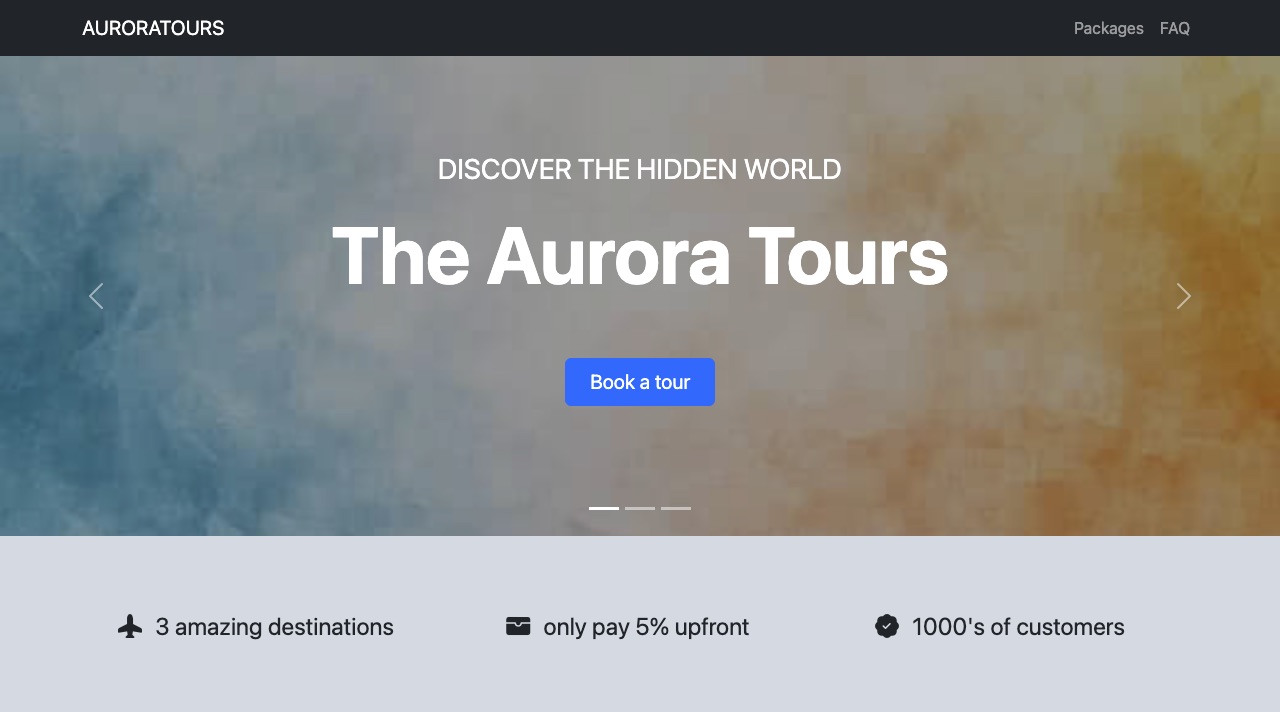 AURORATOURS
Packages FAQ
DISCOVER THE HIDDEN WORLD
The Aurora Tours
Book a tour
3 amazing destinations
only pay 5% upfront
1000's of customers